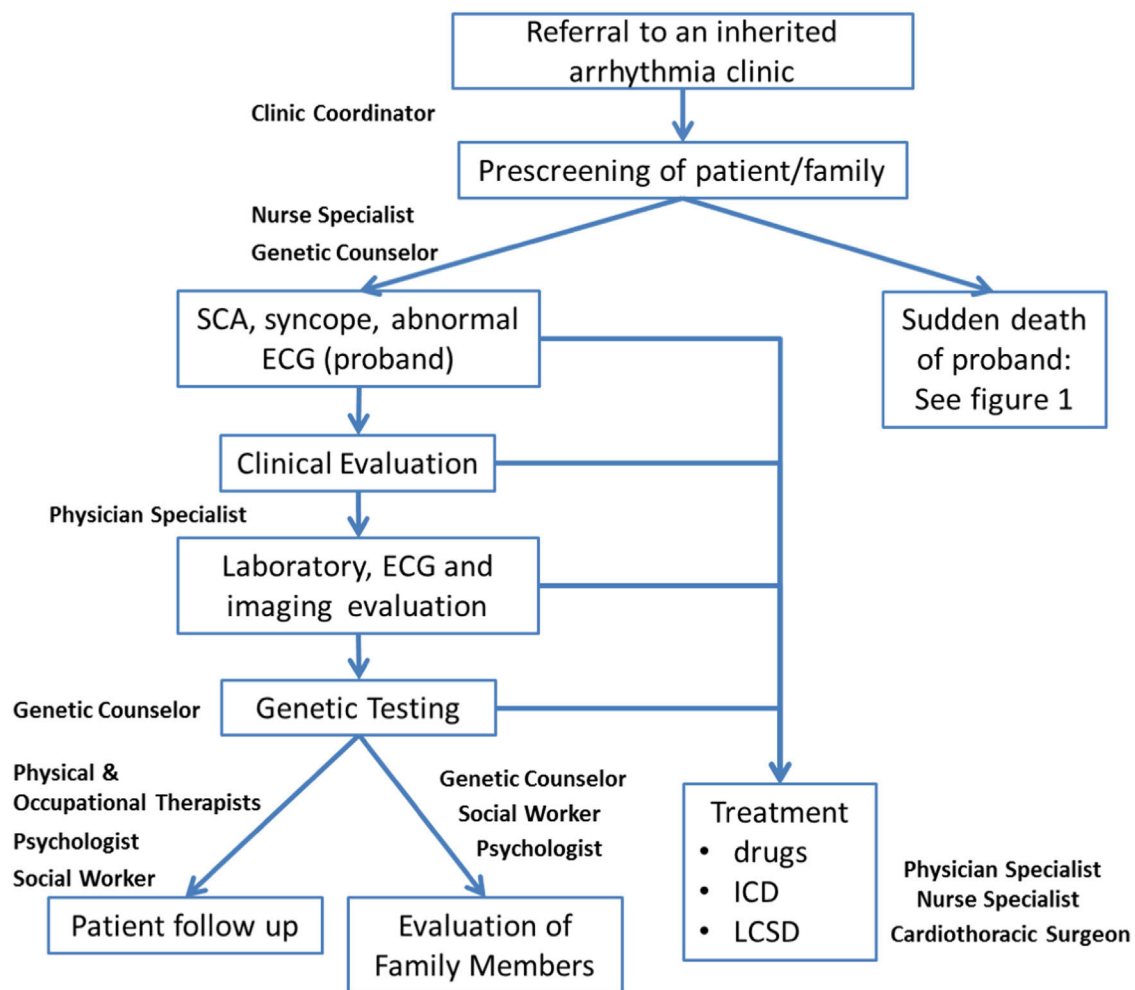 Referral to an inherited
arrhythmia clinic
Clinic Coordinator
Prescreening of patient/family
Nurse Specialist
Genetic Counselor
SCA, syncope, abnormal
ECG (proband)
Sudden death
of proband:
See figure 1
Clinical Evaluation
Physician Specialist
Laboratory, ECG and
imaging evaluation
Genetic Counselor
Genetic Testing
Physical &
Occupational Therapists
Psychologist
Social Worker
Genetic Counselor
Social Worker
Psychologist
Patient follow up
Evaluation of
Family Members
Treatment
• drugs
• ICD
• LCSD
Physician Specialist
Nurse Specialist
Cardiothoracic Surgeon